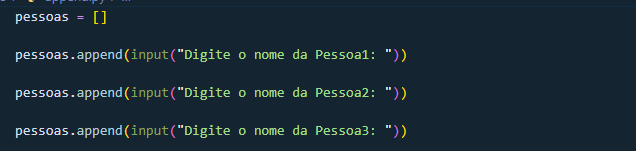 pessoas = []
pessoas.append(input("Digite o nome da Pessoa1: "))
pessoas.append(input("Digite o nome da Pessoa2: "))
pessoas.append(input("Digite o nome da Pessoa3: "))